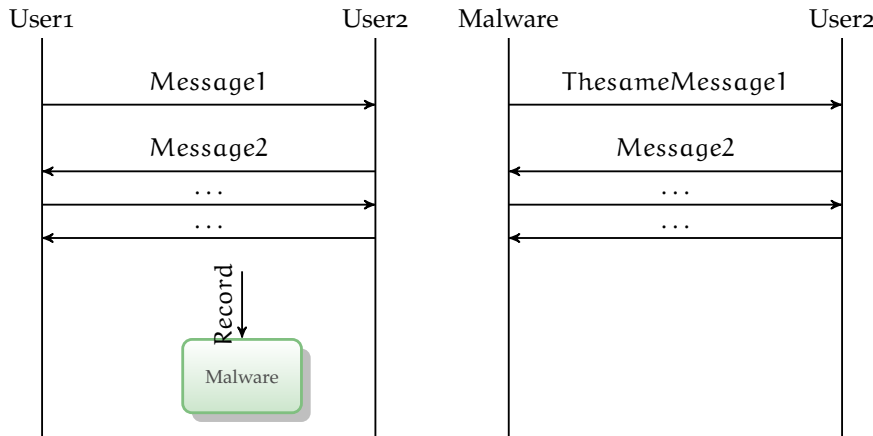 User1 User2 Malware User2
Message1 ThesameMessage1
Message2 Message2
... ...
... ...
Record
Malware